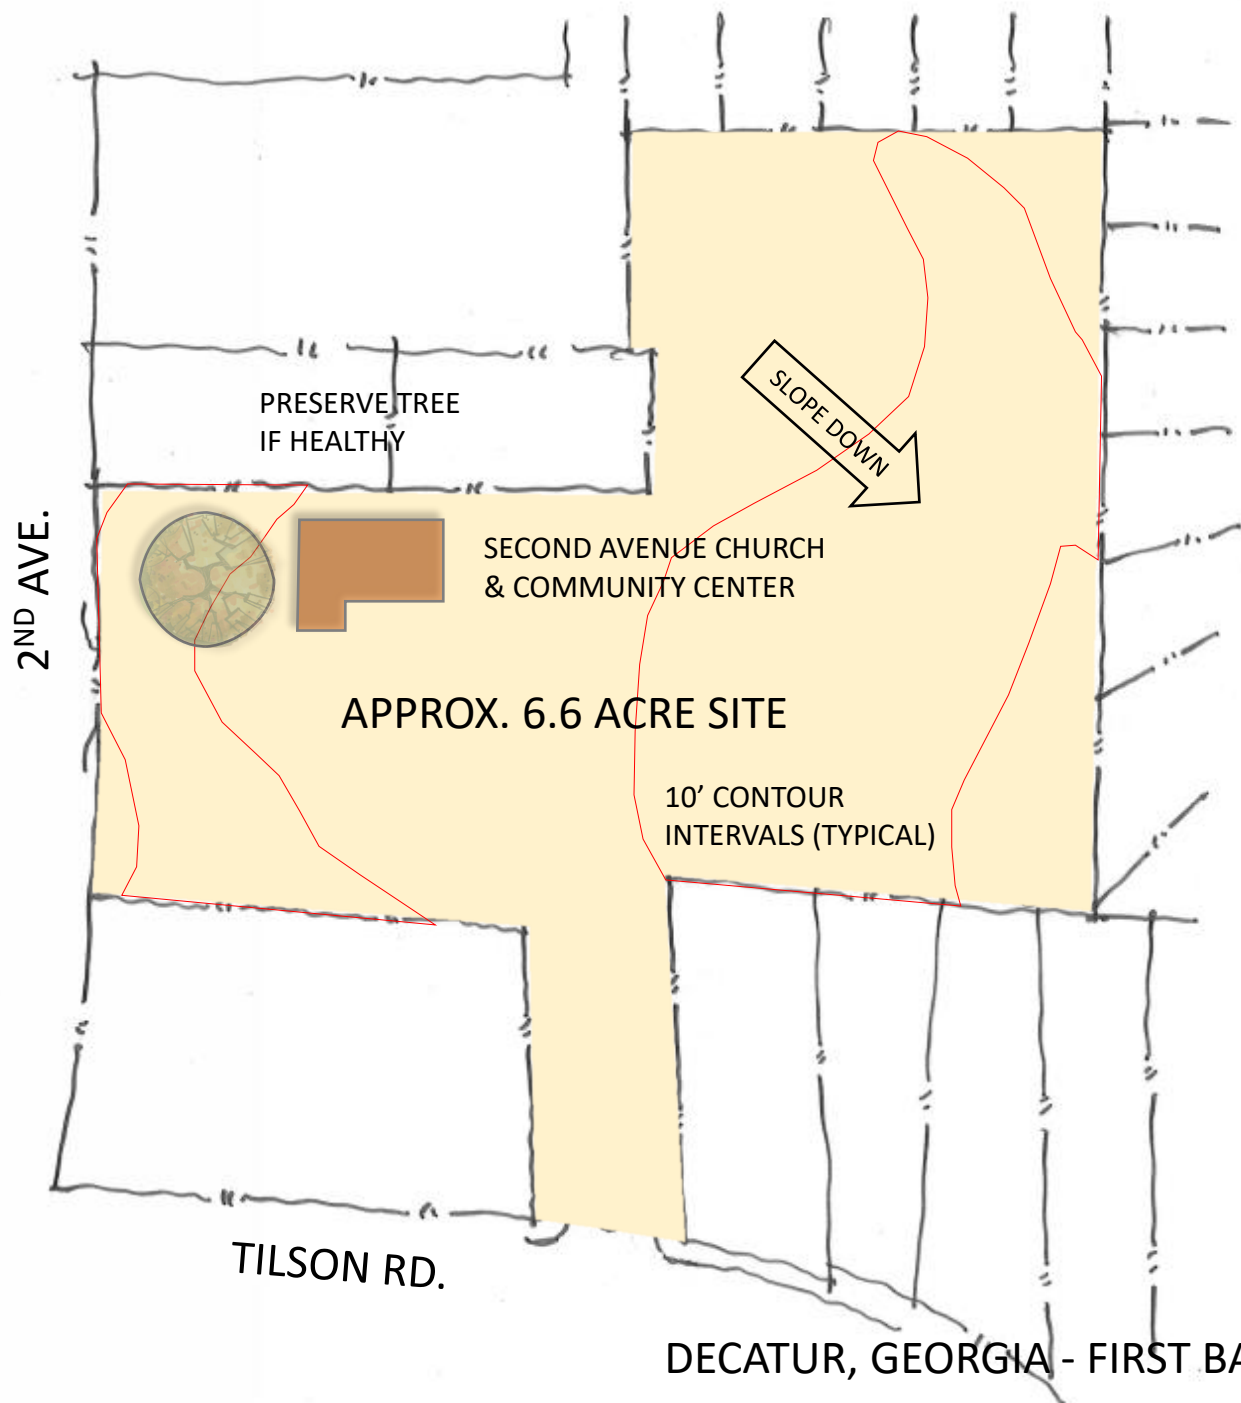 PRESERVE TREE
IF HEALTHY
SLOPE DOWN
2ND AVE.
SECOND AVENUE CHURCH
& COMMUNITY CENTER
APPROX. 6.6 ACRE SITE
10’ CONTOUR
INTERVALS (TYPICAL)
TILSON RD.
DECATUR, GEORGIA - FIRST BA